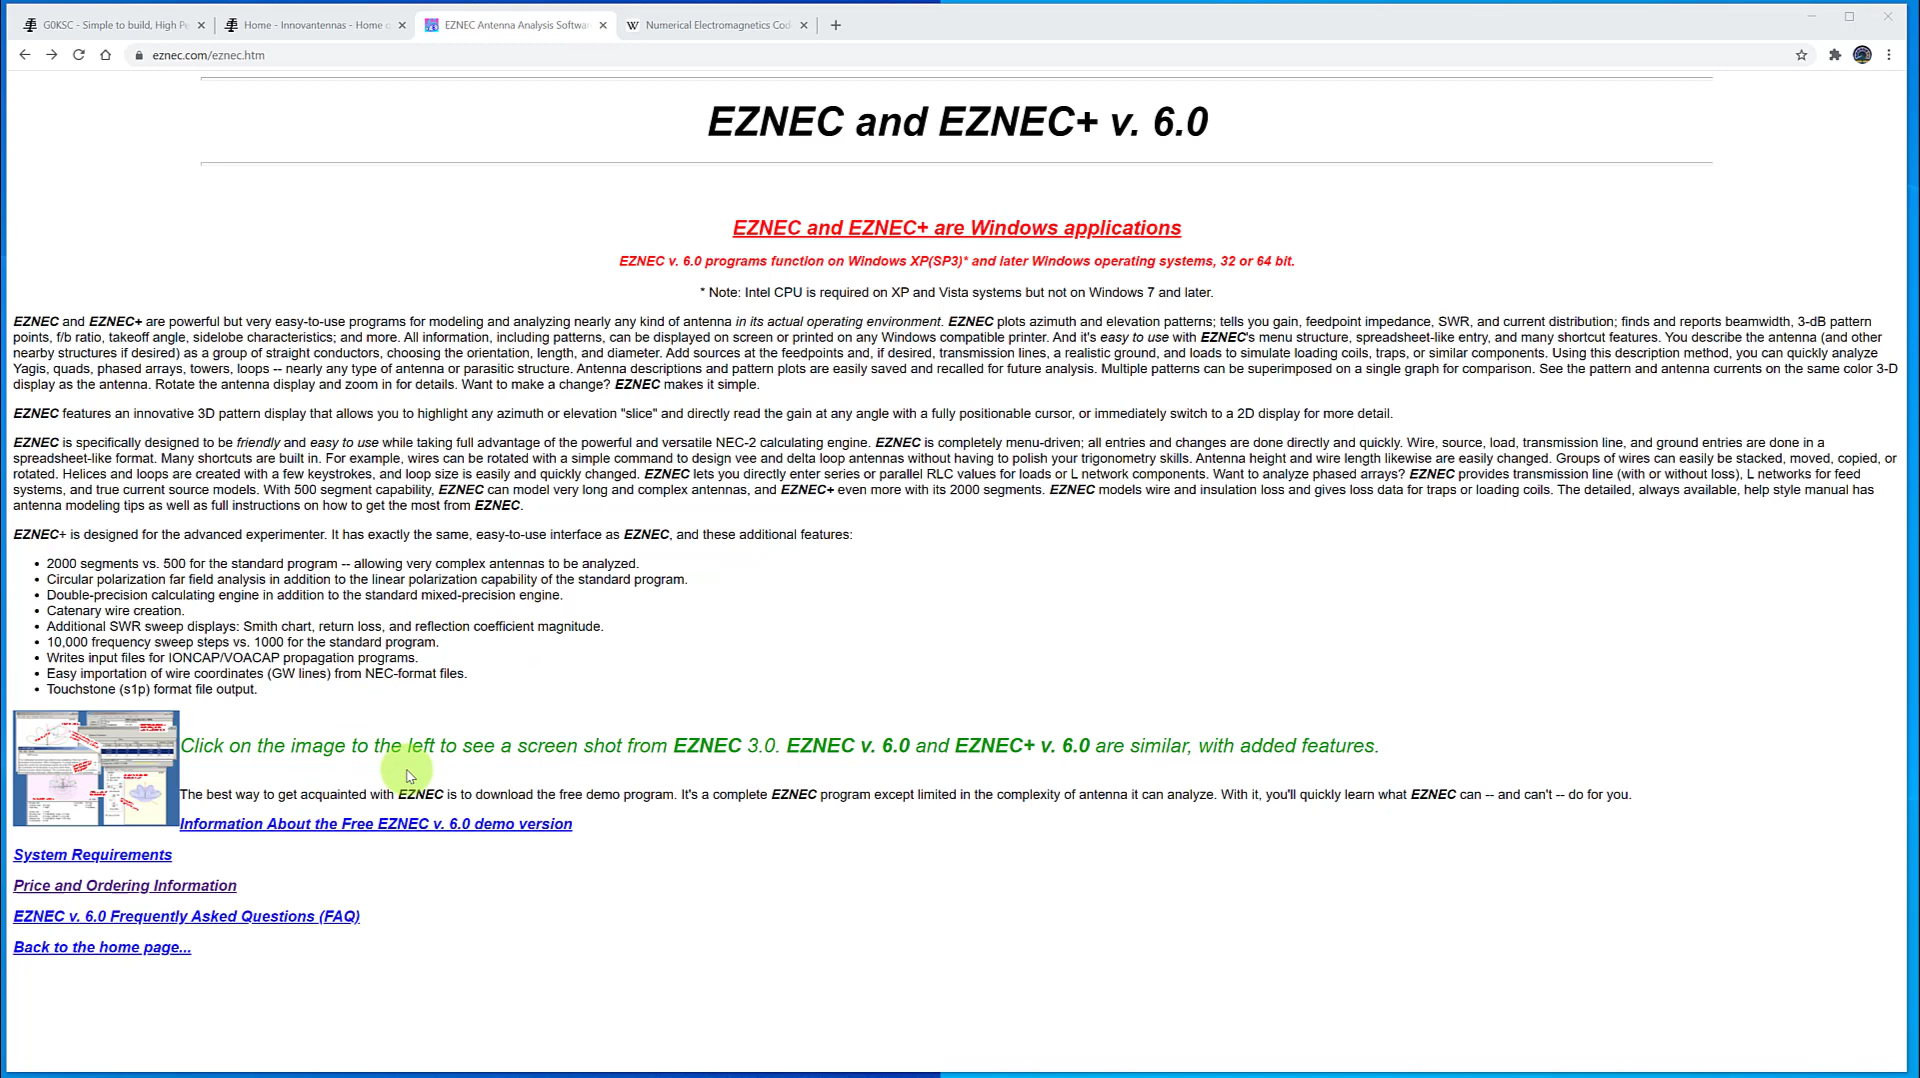 G0KSC - Simple to build, High Pe
Home - Innovantennas - Home o
EZNEC Antenna Analysis Softwar
Numerical Electromagnetics Cod
eznec.com/eznec.htm
EZNEC and EZNEC+ v. 6.0
EZNEC and EZNEC+ are Windows applications
EZNEC v. 6.0 programs function on Windows XP(SP3)* and later Windows operating systems, 32 or 64 bit.
* Note: Intel CPU is required on XP and Vista systems but not on Windows 7 and later.
EZNEC and EZNEC+ are powerful but very easy-to-use programs for modeling and analyzing nearly any kind of antenna in its actual operating environment. EZNEC plots azimuth and elevation patterns; tells you gain, feedpoint impedance, SWR, and current distribution; finds and reports beamwidth, 3-dB pattern
points, f/b ratio, takeoff angle, sidelobe characteristics; and more. All information, including patterns, can be displayed on screen or printed on any Windows compatible printer. And it's easy to use with EZNEC's menu structure, spreadsheet-like entry, and many shortcut features. You describe the antenna (and other
nearby structures if desired) as a group of straight conductors, choosing the orientation, length, and diameter. Add sources at the feedpoints and, if desired, transmission lines, a realistic ground, and loads to simulate loading coils, traps, or similar components. Using this description method, you can quickly analyze
Yagis, quads, phased arrays, towers, loops -- nearly any type of antenna or parasitic structure. Antenna descriptions and pattern plots are easily saved and recalled for future analysis. Multiple patterns can be superimposed on a single graph for comparison. See the pattern and antenna currents on the same color 3-D
display as the antenna. Rotate the antenna display and zoom in for details. Want to make a change? EZNEC makes it simple.
EZNEC features an innovative 3D pattern display that allows you to highlight any azimuth or elevation "slice" and directly read the gain at any angle with a fully positionable cursor, or immediately switch to a 2D display for more detail.
EZNEC is specifically designed to be friendly and easy to use while taking full advantage of the powerful and versatile NEC-2 calculating engine. EZNEC is completely menu-driven; all entries and changes are done directly and quickly. Wire, source, load, transmission line, and ground entries are done in a
spreadsheet-like format. Many shortcuts are built in. For example, wires can be rotated with a simple command to design vee and delta loop antennas without having to polish your trigonometry skills. Antenna height and wire length likewise are easily changed. Groups of wires can easily be stacked, moved, copied, or
rotated. Helices and loops are created with a few keystrokes, and loop size is easily and quickly changed. EZNEC lets you directly enter series or parallel RLC values for loads or L network components. Want to analyze phased arrays? EZNEC provides transmission line (with or without loss), L networks for feed
systems, and true current source models. With 500 segment capability, EZNEC can model very long and complex antennas, and EZNEC+ even more with its 2000 segments. EZNEC models wire and insulation loss and gives loss data for traps or loading coils. The detailed, always available, help style manual has
antenna modeling tips as well as full instructions on how to get the most from EZNEC.
EZNEC+ is designed for the advanced experimenter. It has exactly the same, easy-to-use interface as EZNEC, and these additional features:
• 2000 segments vs. 500 for the standard program -- allowing very complex antennas to be analyzed.
• Circular polarization far field analysis in addition to the linear polarization capability of the standard program.
• Double-precision calculating engine in addition to the standard mixed-precision engine.
• Catenary wire creation.
• Additional SWR sweep displays: Smith chart, return loss, and reflection coefficient magnitude.
• 10,000 frequency sweep steps vs. 1000 for the standard program.
• Writes input files for IONCAP/VOACAP propagation programs.
• Easy importation of wire coordinates (GW lines) from NEC-format files.
• Touchstone (s1p) format file output.
Click on the image to the left to see a screen shot from EZNEC 3.0. EZNEC v. 6.0 and EZNEC+ v. 6.0 are similar, with added features.
The best way to get acquainted with EZNEC is to download the free demo program. It's a complete EZNEC program except limited in the complexity of antenna it can analyze. With it, you'll quickly learn what EZNEC can -- and can't -- do for you.
Information About the Free EZNEC v. 6.0 demo version
System Requirements
Price and Ordering Information
EZNEC v. 6.0 Frequently Asked Questions (FAQ)
Back to the home page...